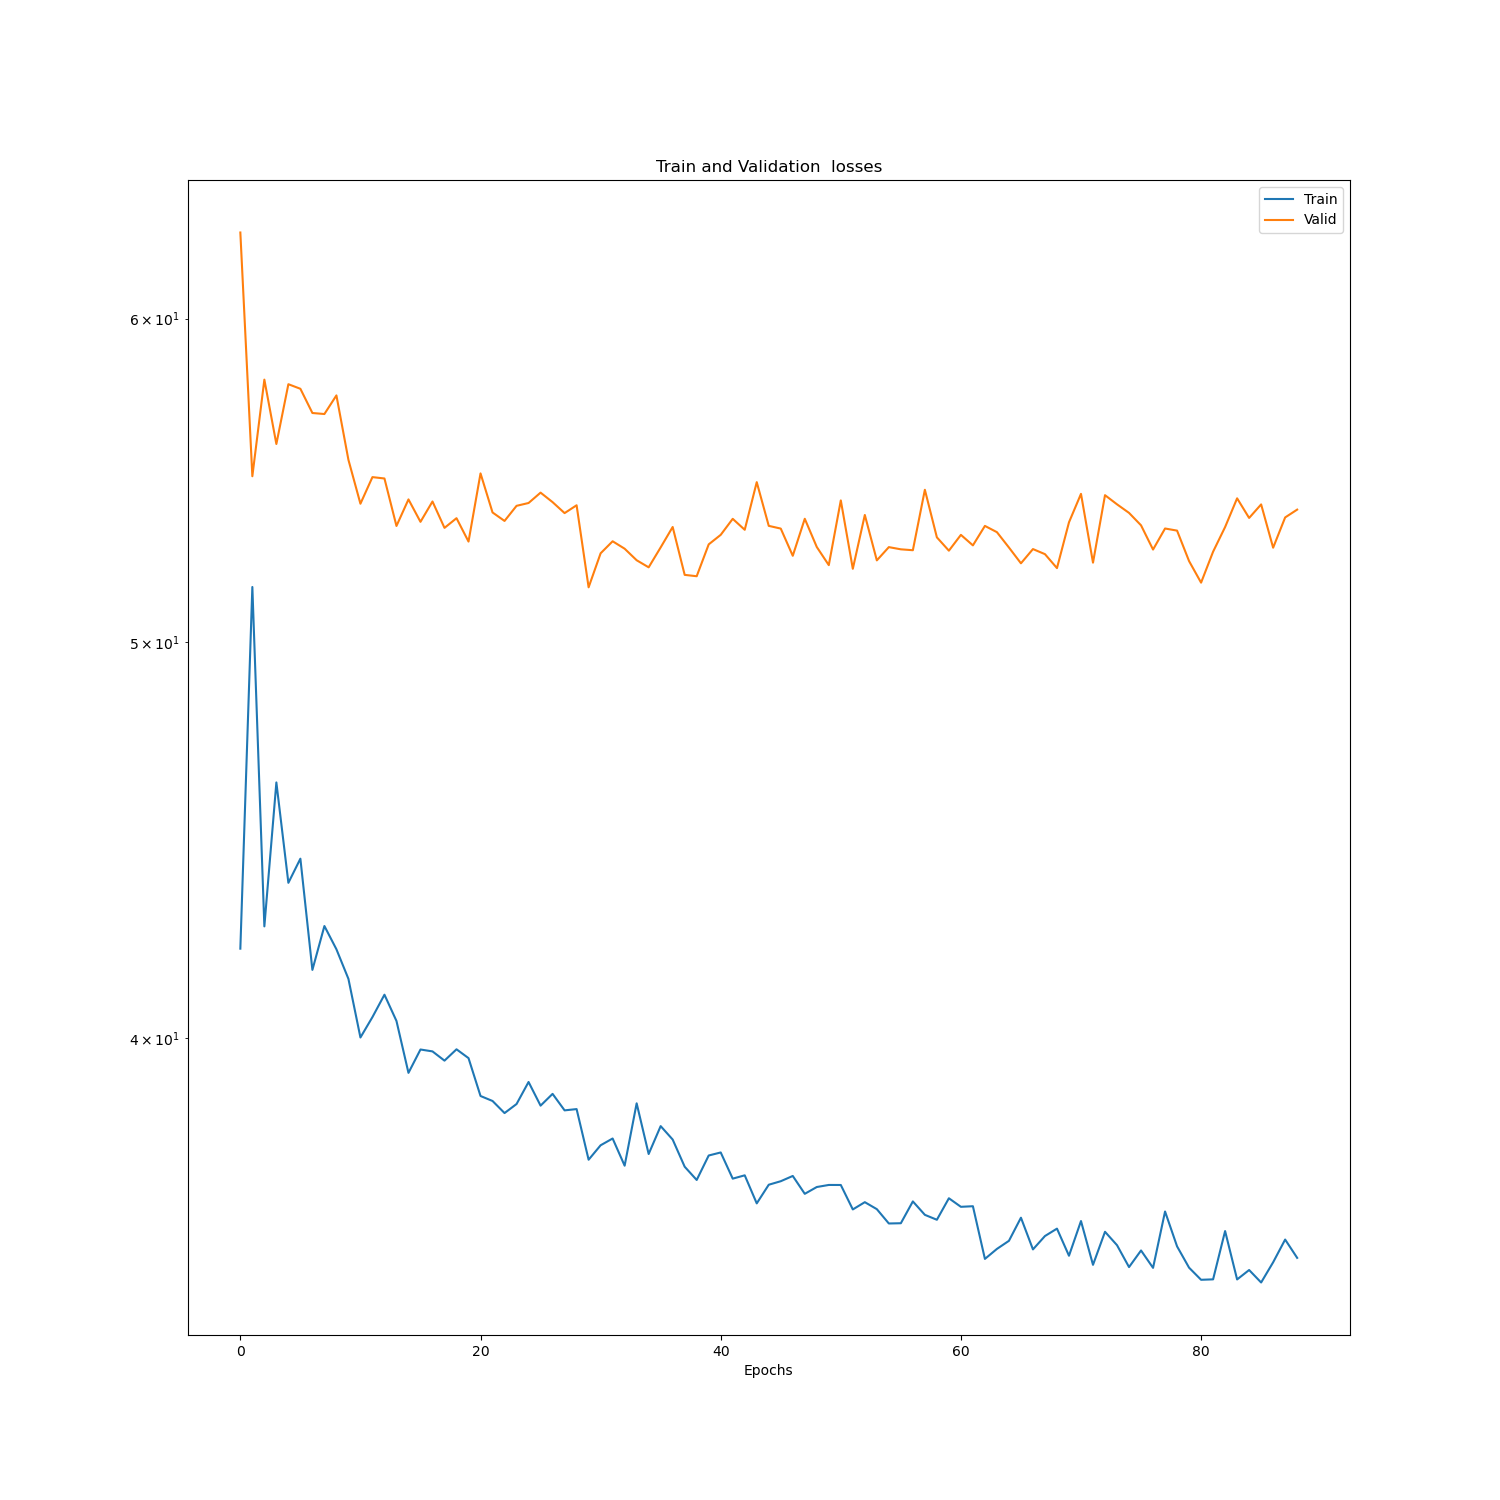 Train and Validation  losses
Train
Valid
6 × 10¹
5 × 10¹
4 × 10¹
0 20 40 60 80
Epochs